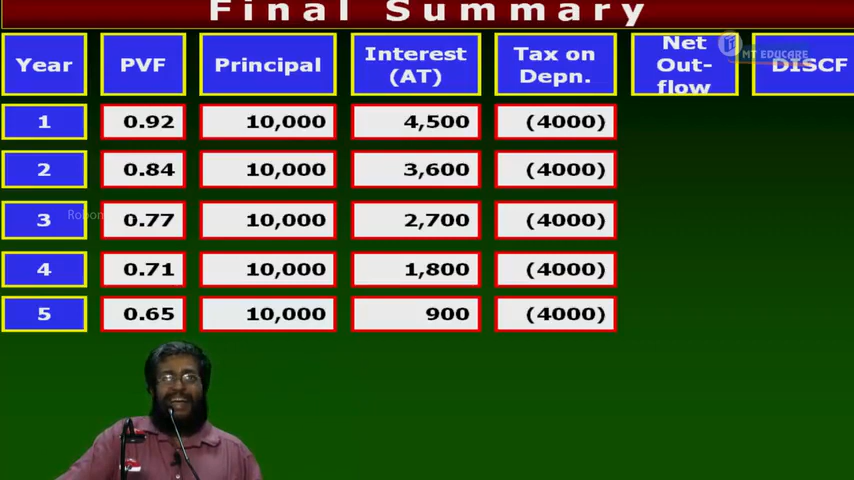 Final Summary
MT EDUCARE
Year PVF Principal Interest (AT) Tax on Depn. Net Out-flow DISCF
1 0.92 10,000 4,500 (4000)
2 0.84 10,000 3,600 (4000)
3 0.77 10,000 2,700 (4000)
4 0.71 10,000 1,800 (4000)
5 0.65 10,000 900 (4000)